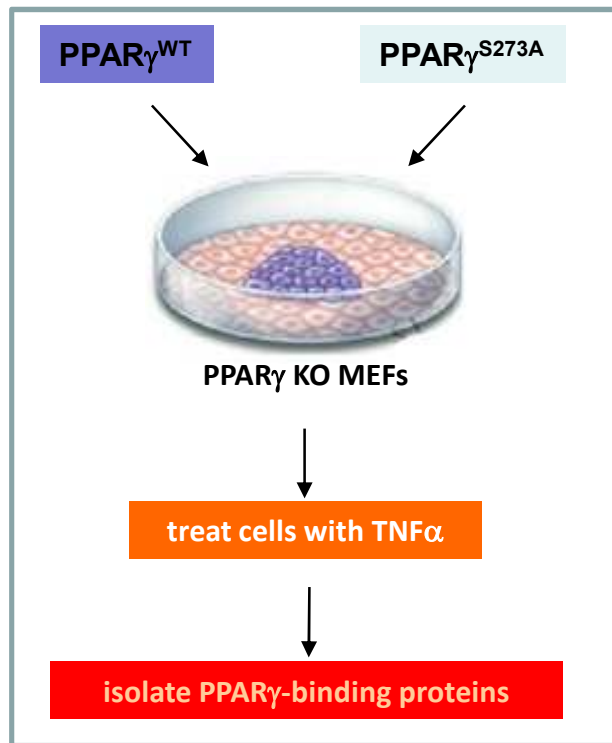 PPARγWT
PPARγS273A
PPARγ KO MEFs
treat cells with TNFα
isolate PPARγ-binding proteins